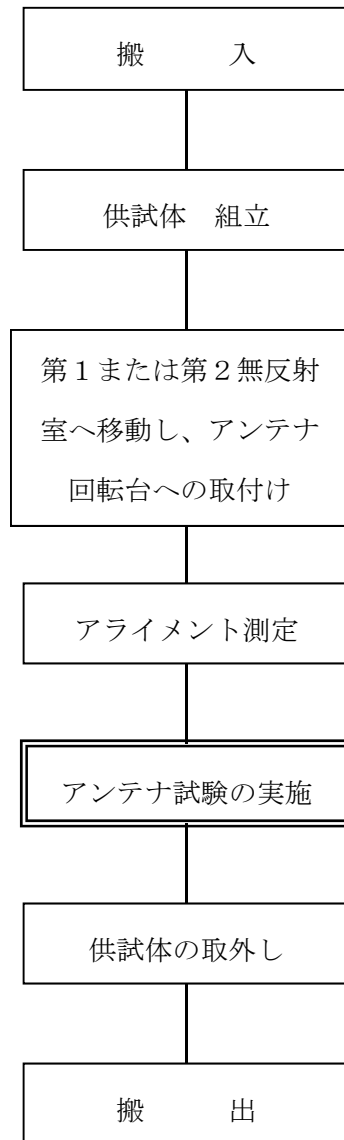 搬　　　入
供試体　組立
第１または第２無反射
室へ移動し、アンテナ
回転台への取付け
アライメント測定
アンテナ試験の実施
供試体の取外し
搬　　　出